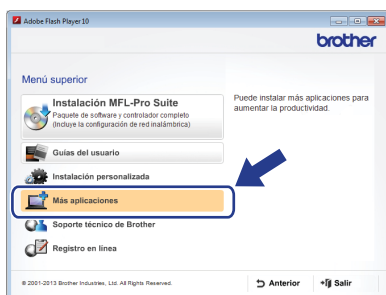 Adobe Flash Player 10
brother
Menú superior
Instalación MFL-Pro Suite
Paquete de software y controlador completo
(Incluye la configuración de red inalámbrica)
Puede instalar más aplicaciones para
aumentar la productividad.
Guías del usuario
Instalación personalizada
Más aplicaciones
Soporte técnico de Brother
Registro en línea
© 2001-2013 Brother Industries, Ltd. All Rights Reserved.
Anterior
Salir